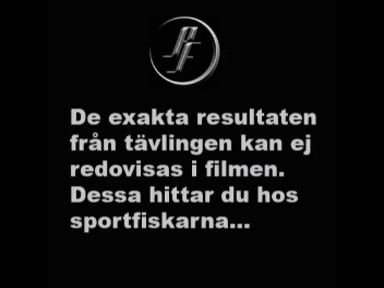 De exakta resultaten
från tävlingen kan ej
redovisas i filmen.
Dessa hittar du hos
sportfiskarna...